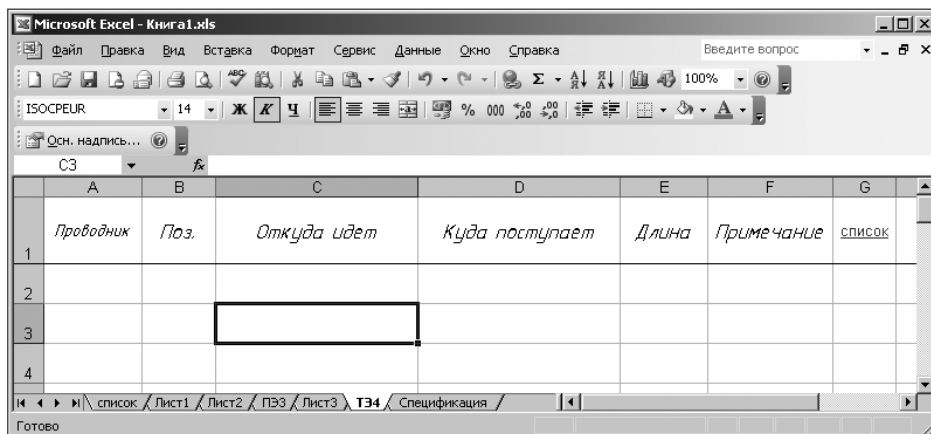 Microsoft Excel - Книга1.xls
Файл Правка Вид Вставка Формат Сервис Данные Окно Справка Введите вопрос
100%
ISOCPEUR 14 Ж К Ч % 000
Осн. надпись...
C3 fx
A B C D E F G
1 Проводник Поз. Откуда идет Куда поступает Длина Примечание список
2
3
4
список Лист1 Лист2 ПЭ3 Лист3 ТЭ4 Спецификация
Готово